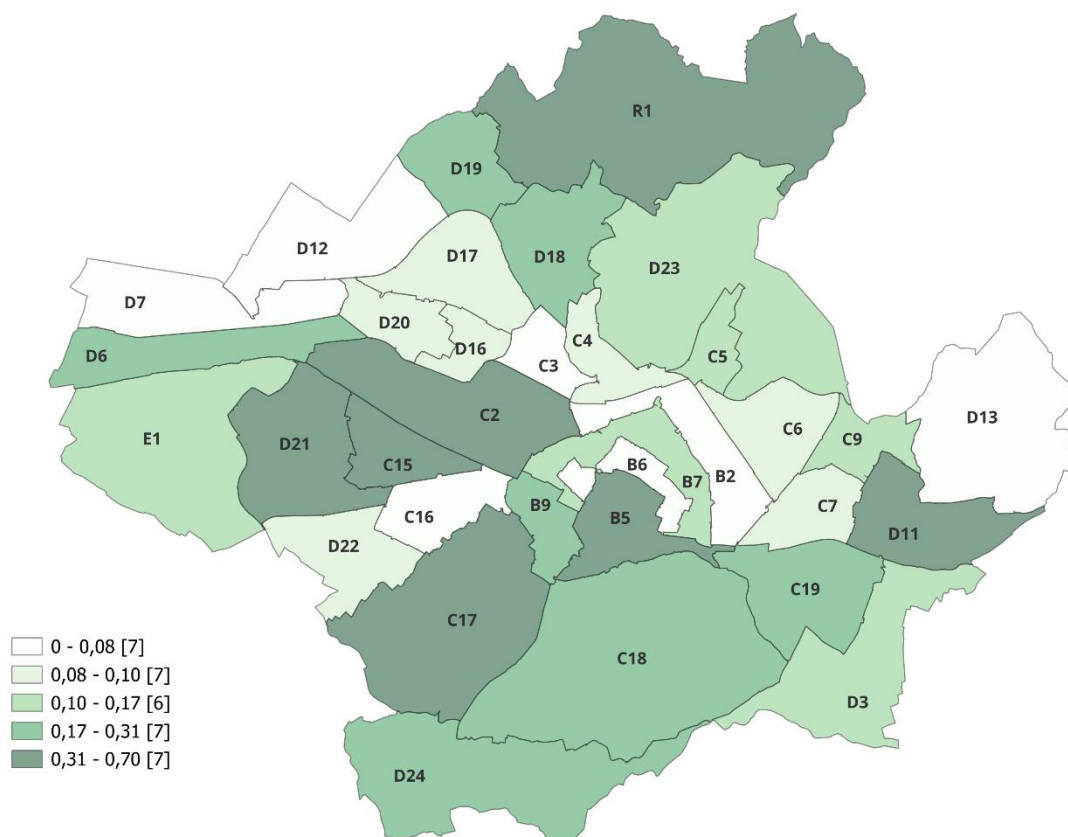 R1
D19
D12
D17
D18
D23
D7
D20
D16
C4
D6
C3
C5
E1
D21
C2
C15
C6
C9
D13
B6
B2
B7
B9
B5
C16
C7
D11
D22
C19
C17
C18
D3
D24
0 - 0,08 [7]
0,08 - 0,10 [7]
0,10 - 0,17 [6]
0,17 - 0,31 [7]
0,31 - 0,70 [7]